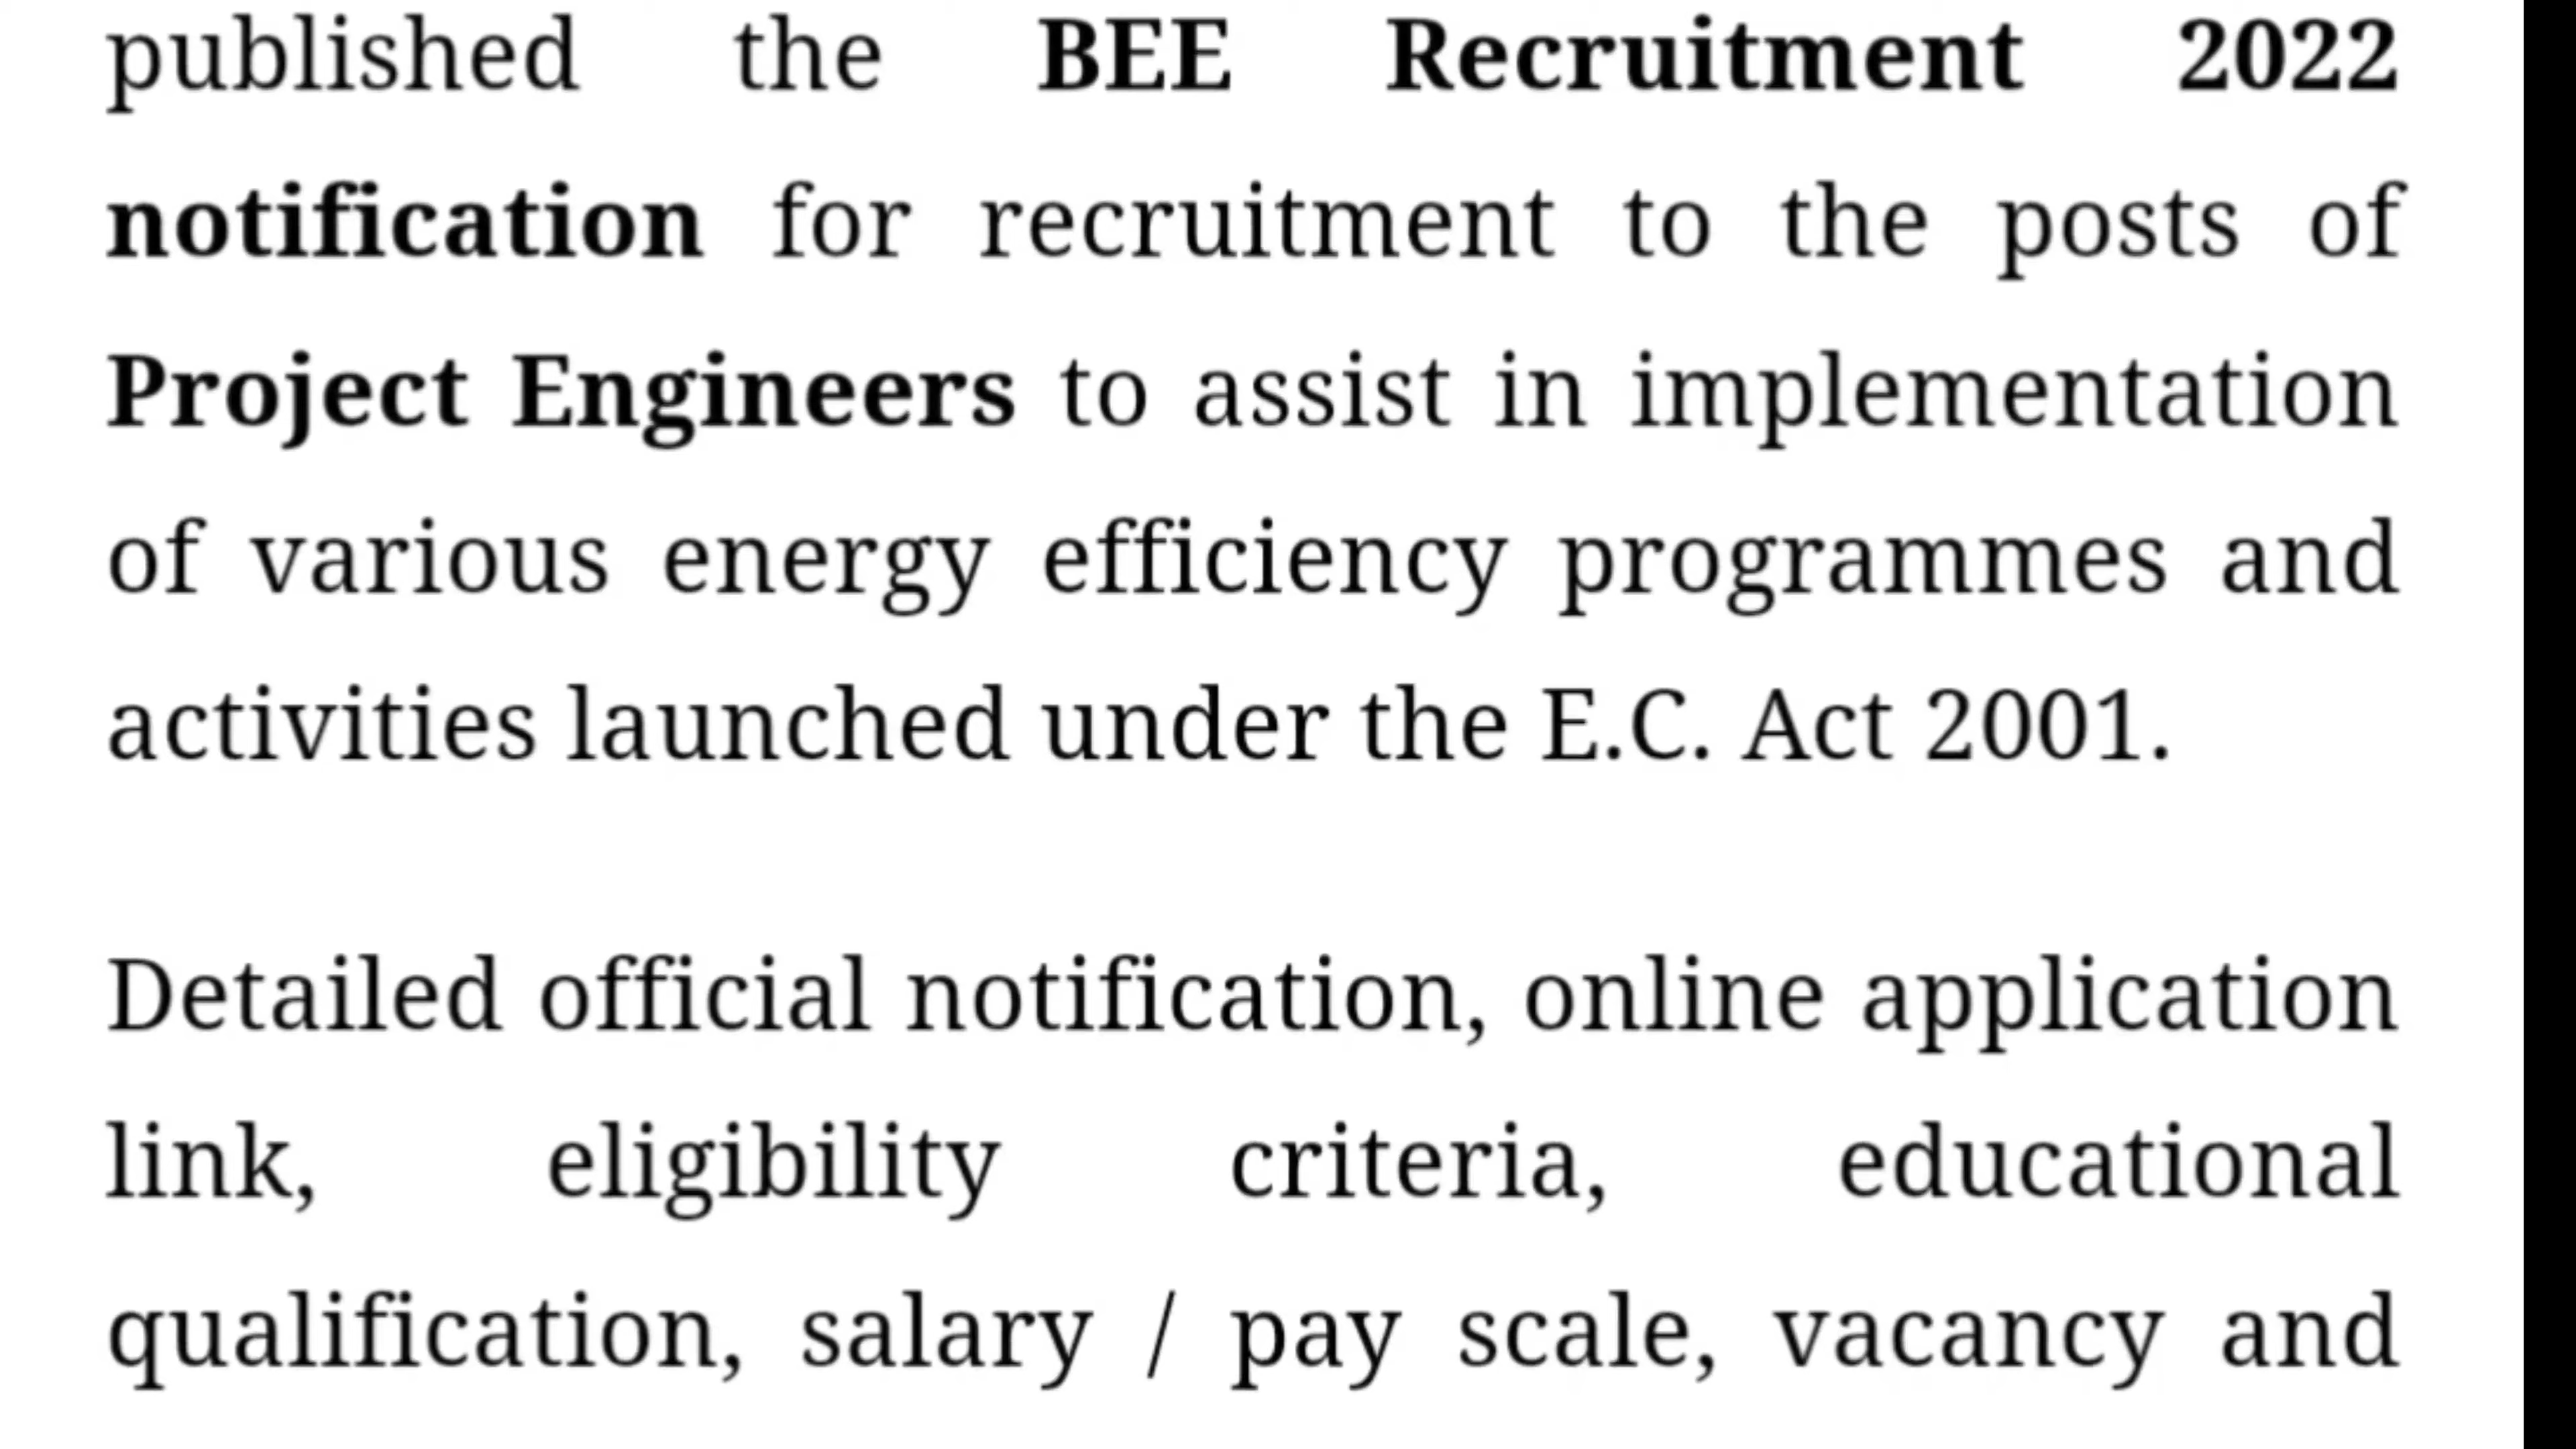 published the BEE Recruitment 2022
notification for recruitment to the posts of
Project Engineers to assist in implementation
of various energy efficiency programmes and
activities launched under the E.C. Act 2001.
Detailed official notification, online application
link, eligibility criteria, educational
qualification, salary / pay scale, vacancy and